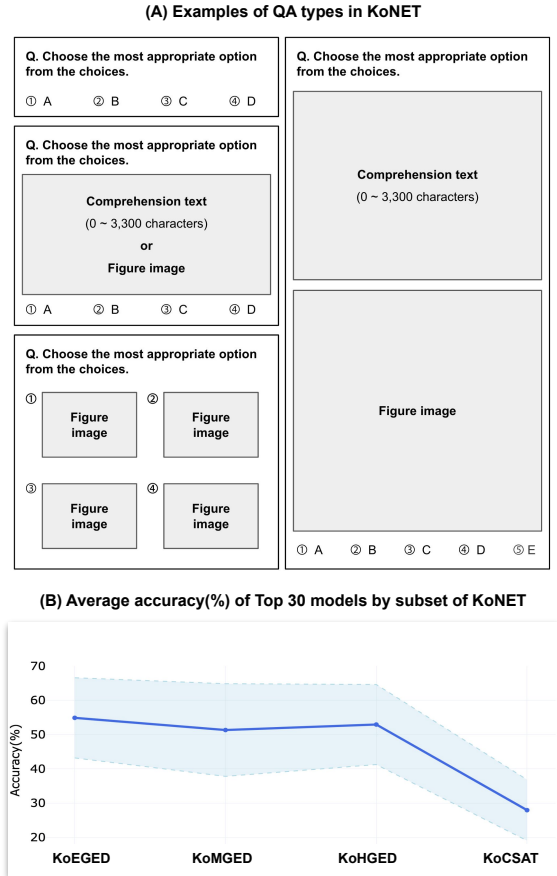 (A) Examples of QA types in KoNET
Q. Choose the most appropriate option
from the choices.
① A ② B ③ C ④ D
Q. Choose the most appropriate option
from the choices.
Comprehension text
(0 ~ 3,300 characters)
or
Figure image
① A ② B ③ C ④ D
Q. Choose the most appropriate option
from the choices.
① Figure
image
② Figure
image
③ Figure
image
④ Figure
image
Q. Choose the most appropriate option
from the choices.
Comprehension text
(0 ~ 3,300 characters)
Figure image
① A ② B ③ C ④ D ⑤ E
(B) Average accuracy(%) of Top 30 models by subset of KoNET
Accuracy(%)
70
60
50
40
30
20
KoEGED KoMGED KoHGED KoCSAT